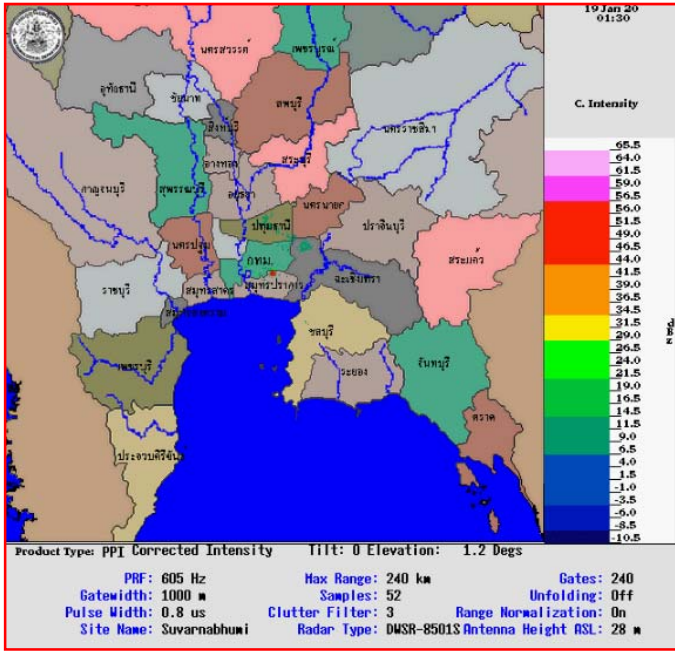 19 Jan 20
01:30
C. Intensity
นครสวรรค์
เพชรบูรณ์
อุทัยธานี
ชัยนาท
ลพบุรี
สิงห์บุรี
นครราชสีมา
อ่างทอง
สระบุรี
กาญจนบุรี
สุพรรณบุรี
อยุธยา
นครนายก
ปราจีนบุรี
ปทุมธานี
นครปฐม
กทม.
สระแก้ว
ราชบุรี
สมุทรสาคร
สมุทรปราการ
ฉะเชิงเทรา
ชลบุรี
เพชรบุรี
ระยอง
จันทบุรี
ตราด
ประจวบคีรีขันธ์
65.5
64.0
61.5
59.0
56.5
56.0
51.5
49.0
46.5
44.0
41.5
39.0
36.5
34.5
31.5
29.0
26.5
24.0
21.5
19.0
16.5
14.5
11.5
9.0
6.5
4.0
1.5
-1.0
-3.5
-6.0
-8.5
-10.5
Product Type: PPI Corrected Intensity Tilt: 0 Elevation: 1.2 Degs
PRF: 605 Hz Max Range: 240 km Gates: 240
Gatewidth: 1000 m Samples: 52 Unfolding: Off
Pulse Width: 0.8 us Clutter Filter: 3 Range Normalization: On
Site Name: Suvarnabhumi Radar Type: DWSR-8501S Antenna Height ASL: 28 m